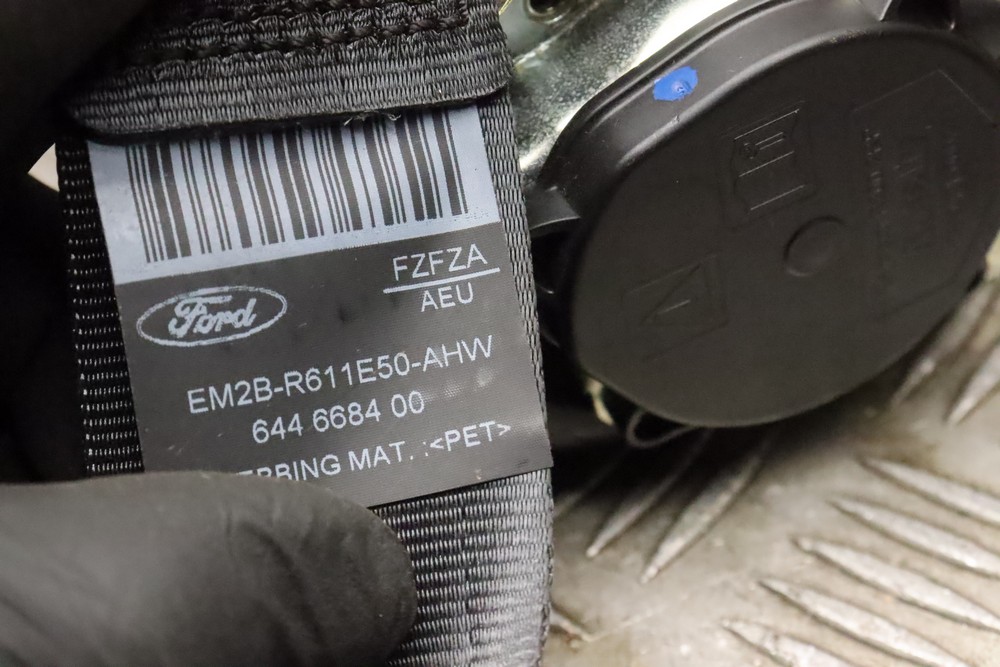 FZFZA
AEU
Ford
EM2B-R611E50-AHW
644 6684 00
MAT. :<PET>